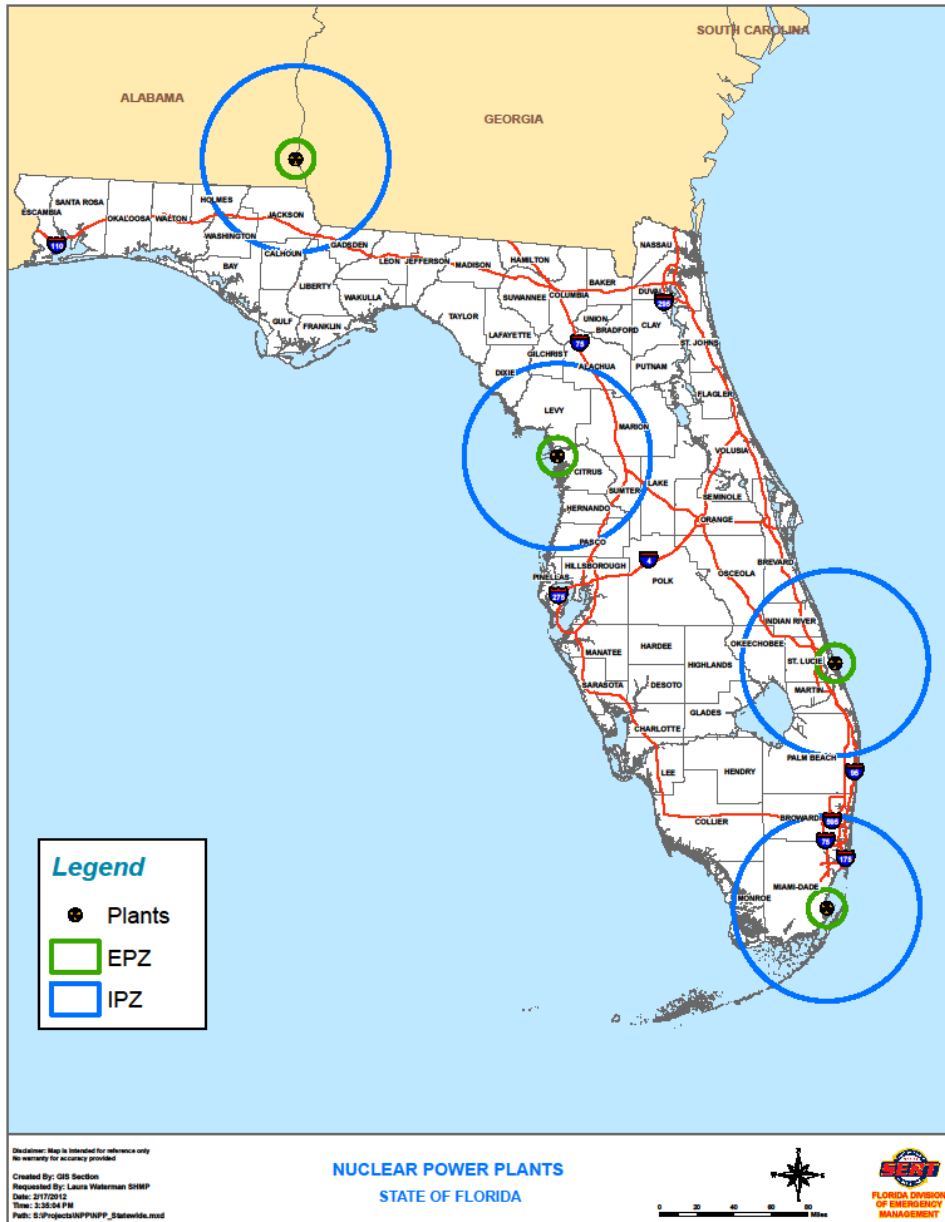 SOUTH CAROLINA
ALABAMA
GEORGIA
ESCAMBIA
SANTA ROSA
OKALOOSA
WALTON
HOLMES
WASHINGTON
JACKSON
BAY
CALHOUN
GADSDEN
LIBERTY
GULF
FRANKLIN
LEON
JEFFERSON
WAKULLA
MADISON
TAYLOR
HAMILTON
SUWANNEE
COLUMBIA
LAFAYETTE
DIXIE
GILCHRIST
BAKER
NASSAU
DUVAL
UNION
BRADFORD
CLAY
ST. JOHNS
ALACHUA
PUTNAM
FLAGLER
LEVY
MARION
VOLUSIA
CITRUS
SUMTER
LAKE
SEMINOLE
HERNANDO
ORANGE
PASCO
BREVARD
HILLSBOROUGH
PINELLAS
POLK
OSCEOLA
INDIAN RIVER
MANATEE
HARDEE
OKEECHOBEE
ST. LUCIE
HIGHLANDS
SARASOTA
DESOTO
MARTIN
GLADES
CHARLOTTE
PALM BEACH
LEE
HENDRY
COLLIER
BROWARD
MIAMI-DADE
MONROE
110
295
75
4
275
95
595
75
175
Legend
Plants
EPZ
IPZ
Disclaimer: Map is intended for reference only
No warranty for accuracy provided
Created By: GIS Section
Requested By: Laura Waterman SHMP
Date: 2/17/2012
Time: 3:35:04 PM
Path: S:\Projects\NPP\NPP_Statewide.mxd
NUCLEAR POWER PLANTS
STATE OF FLORIDA
0 20 40 60 80
Miles
SERT
FLORIDA DIVISION
OF EMERGENCY
MANAGEMENT